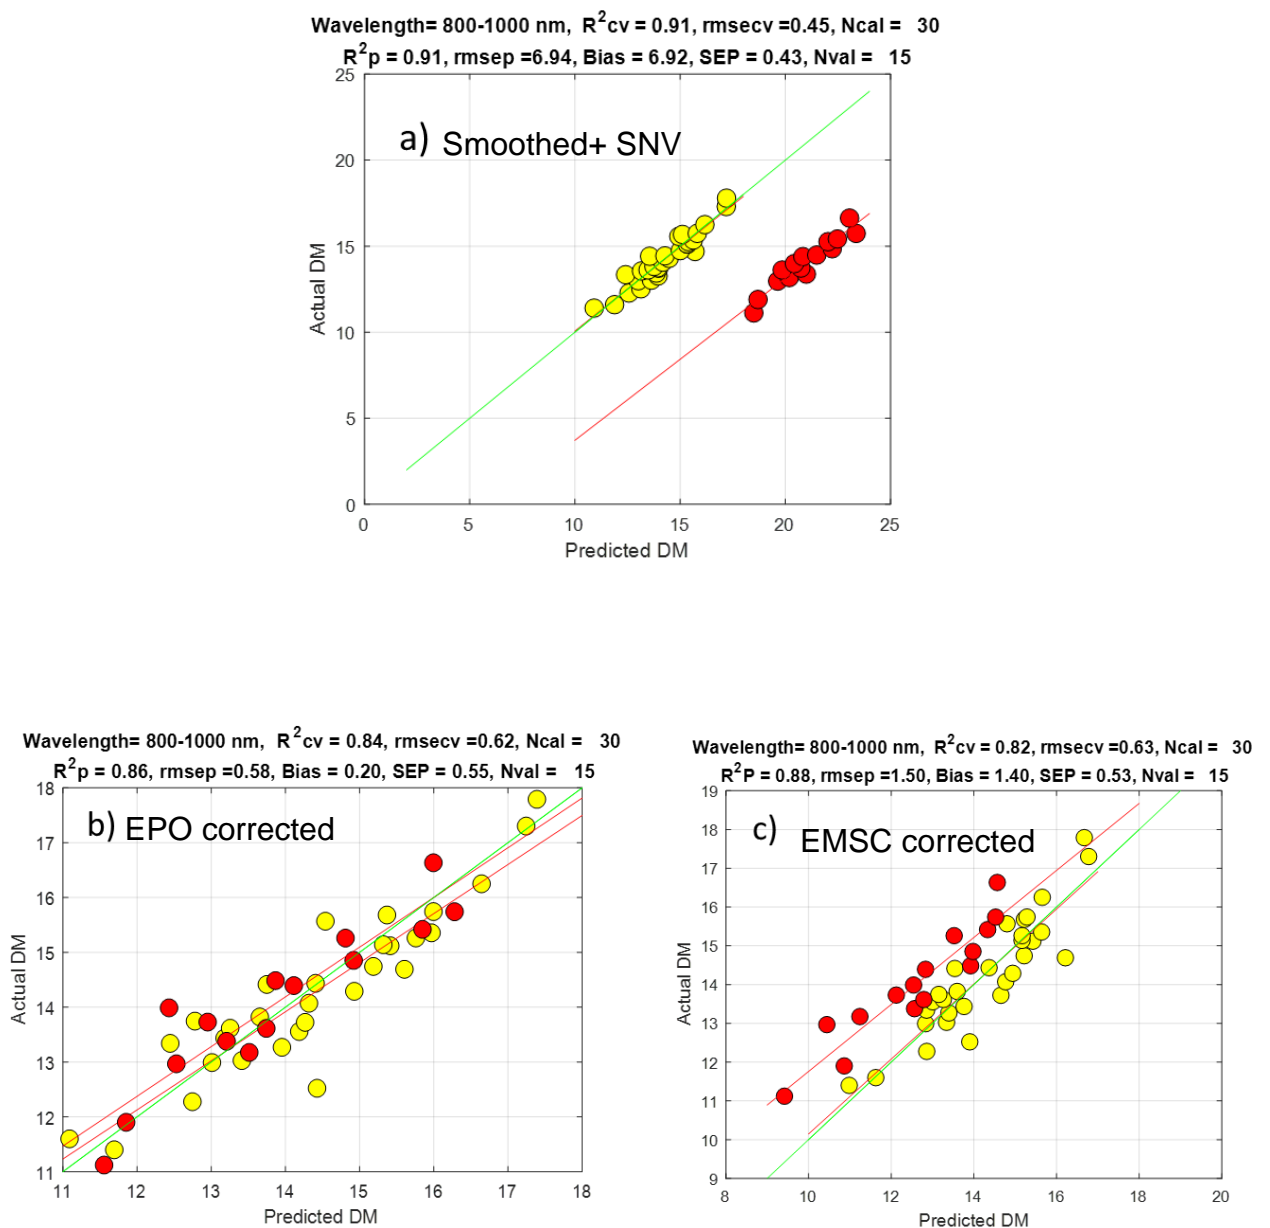 Wavelength= 800-1000 nm, R²cv = 0.91, rmsecv =0.45, Ncal = 30
R²p = 0.91, rmsep =6.94, Bias = 6.92, SEP = 0.43, Nval = 15
25
20
15
10
5
0
Actual DM
a) Smoothed+ SNV
0 5 10 15 20 25
Predicted DM
Wavelength= 800-1000 nm, R²cv = 0.84, rmsecv =0.62, Ncal = 30
R²p = 0.86, rmsep =0.58, Bias = 0.20, SEP = 0.55, Nval = 15
18
17
16
15
14
13
12
11
Actual DM
b) EPO corrected
11 12 13 14 15 16 17 18
Predicted DM
Wavelength= 800-1000 nm, R²cv = 0.82, rmsecv =0.63, Ncal = 30
R²P = 0.88, rmsep =1.50, Bias = 1.40, SEP = 0.53, Nval = 15
19
18
17
16
15
14
13
12
11
10
9
Actual DM
c) EMSC corrected
8 10 12 14 16 18 20
Predicted DM